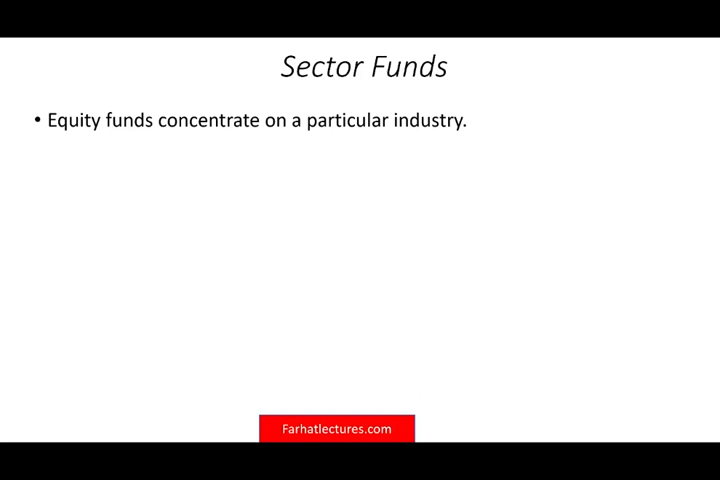 Sector Funds
• Equity funds concentrate on a particular industry.
Farhatlectures.com